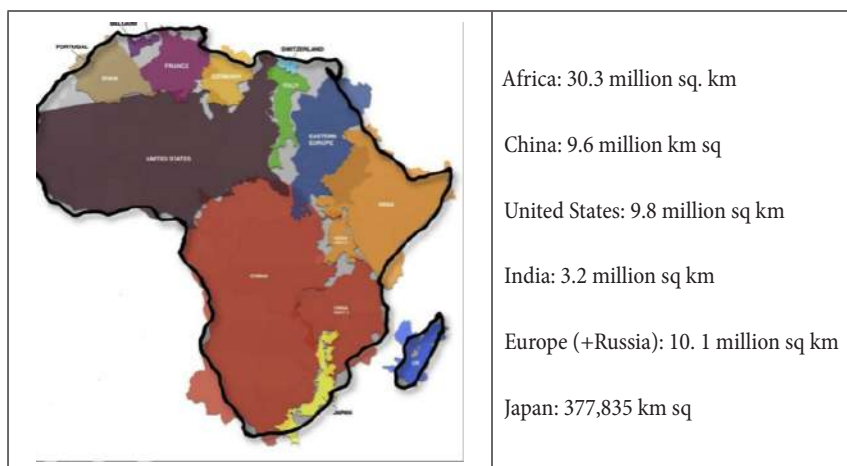 BELGIUM
PORTUGAL
SWITZERLAND
SPAIN
FRANCE
GERMANY
ITALY
UNITED STATES
EASTERN
EUROPE
INDIA
INDIA
CHINA
CHINA
UK
JAPAN
Africa: 30.3 million sq. km
China: 9.6 million km sq
United States: 9.8 million sq km
India: 3.2 million sq km
Europe (+Russia): 10. 1 million sq km
Japan: 377,835 km sq